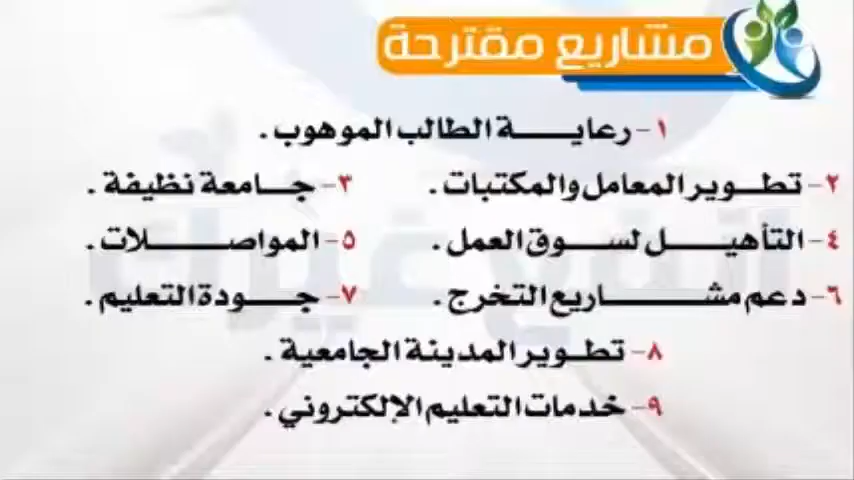 مشاريع مقترحة
١- رعاية الطالب الموهوب .
٢- تطوير المعامل والمكتبات . ٣- جامعة نظيفة .
٤- التأهيل لسوق العمل . ٥- المواصلات .
٦- دعم مشاريع التخرج . ٧- جودة التعليم .
٨- تطوير المدينة الجامعية .
٩- خدمات التعليم الإلكتروني .